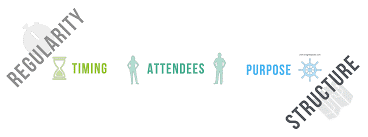 REGULARITY
TIMING
ATTENDEES
PURPOSE
STRUCTURE